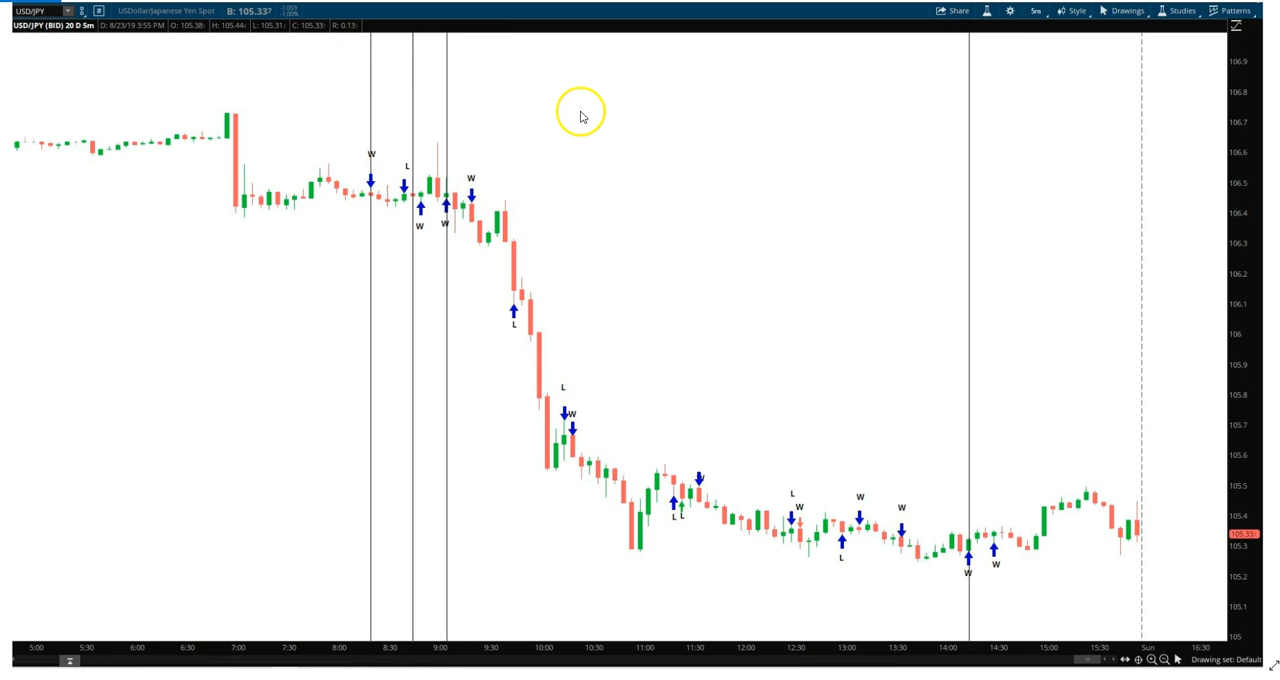 USD/JPY USDollar/Japanese Yen Spot B: 105.337 -1.059 -1.00% Share 5m Style Drawings Studies Patterns
USD/JPY (BID) 20 D 5m D: 8/23/19 3:55 PM O: 105.38 H: 105.44 L: 105.31 C: 105.33 R: 0.13
106.9
106.8
106.7
106.6
106.5
106.4
106.3
106.2
106.1
106
105.9
105.8
105.7
105.6
105.5
105.4
105.33
105.3
105.2
105.1
105
W
L
W
W
W
L
L
W
L L
L
W
W
W
L
W
W
5:00 5:30 6:00 6:30 7:00 7:30 8:00 8:30 9:00 9:30 10:00 10:30 11:00 11:30 12:00 12:30 13:00 13:30 14:00 14:30 15:00 15:30 Sun 16:30
Drawing set: Default